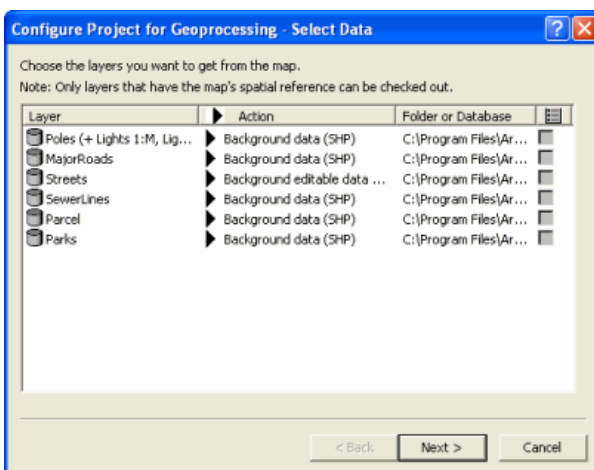 Configure Project for Geoprocessing - Select Data
Choose the layers you want to get from the map.
Note: Only layers that have the map's spatial reference can be checked out.
Layer Action Folder or Database
Poles (+ Lights 1:M, Lig... Background data (SHP) C:\Program Files\Ar...
MajorRoads Background data (SHP) C:\Program Files\Ar...
Streets Background editable data ... C:\Program Files\Ar...
SewerLines Background data (SHP) C:\Program Files\Ar...
Parcel Background data (SHP) C:\Program Files\Ar...
Parks Background data (SHP) C:\Program Files\Ar...
< Back Next > Cancel